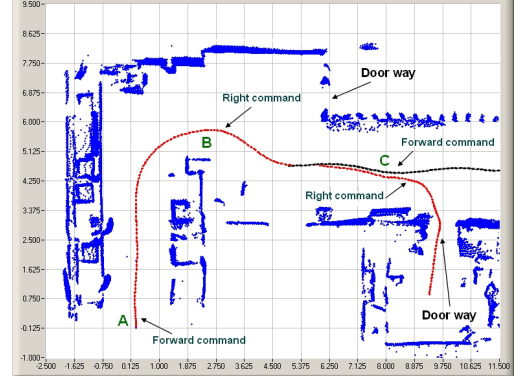 9.500
8.625
7.750
Door way
6.875
Right command
6.000
B
Forward command
5.125
C
4.250
Right command
3.375
2.500
1.625
0.750
Door way
-0.125
A
Forward command
-1.000
-2.500 -1.625 -0.750 0.125 1.000 1.875 2.750 3.625 4.500 5.375 6.250 7.125 8.000 8.875 9.750 10.625 11.500